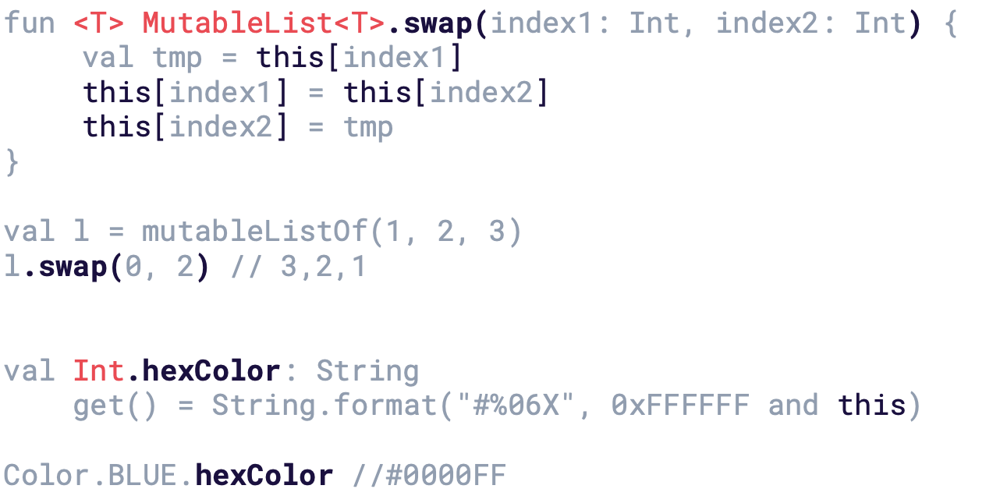 fun <T> MutableList<T>.swap(index1: Int, index2: Int) {
    val tmp = this[index1]
    this[index1] = this[index2]
    this[index2] = tmp
}
val l = mutableListOf(1, 2, 3)
l.swap(0, 2) // 3,2,1
val Int.hexColor: String
    get() = String.format("#%06X", 0xFFFFFF and this)
Color.BLUE.hexColor //#0000FF